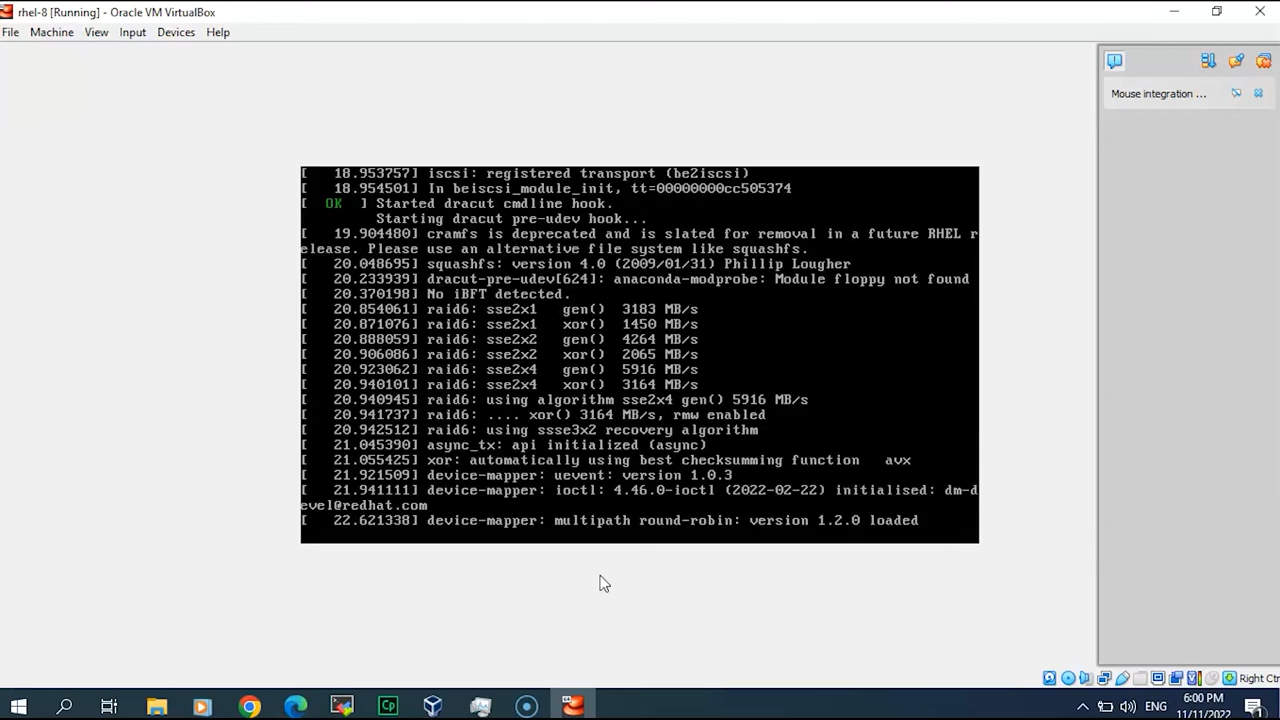 rhel-8 [Running] - Oracle VM VirtualBox
File Machine View Input Devices Help
Mouse integration ...
[   18.953757] iscsi: registered transport (be2iscsi)
[   18.954501] In beiscsi_module_init, tt=00000000cc505374
[  OK  ] Started dracut cmdline hook.
Starting dracut pre-udev hook...
[   19.904480] cramfs is deprecated and is slated for removal in a future RHEL r
elease. Please use an alternative file system like squashfs.
[   20.048695] squashfs: version 4.0 (2009/01/31) Phillip Lougher
[   20.233939] dracut-pre-udev[624]: anaconda-modprobe: Module floppy not found
[   20.370198] No iBFT detected.
[   20.854061] raid6: sse2x1   gen()  3183 MB/s
[   20.871076] raid6: sse2x1   xor()  1450 MB/s
[   20.888059] raid6: sse2x2   gen()  4264 MB/s
[   20.906086] raid6: sse2x2   xor()  2065 MB/s
[   20.923062] raid6: sse2x4   gen()  5916 MB/s
[   20.940101] raid6: sse2x4   xor()  3164 MB/s
[   20.940945] raid6: using algorithm sse2x4 gen() 5916 MB/s
[   20.941737] raid6: .... xor() 3164 MB/s, rmw enabled
[   20.942512] raid6: using ssse3x2 recovery algorithm
[   21.045390] async_tx: api initialized (async)
[   21.055425] xor: automatically using best checksumming function   avx
[   21.921509] device-mapper: uevent: version 1.0.3
[   21.941111] device-mapper: ioctl: 4.46.0-ioctl (2022-02-22) initialised: dm-d
evel@redhat.com
[   22.621338] device-mapper: multipath round-robin: version 1.2.0 loaded
Right Ctrl
Cp
ENG
6:00 PM
11/11/2022
1